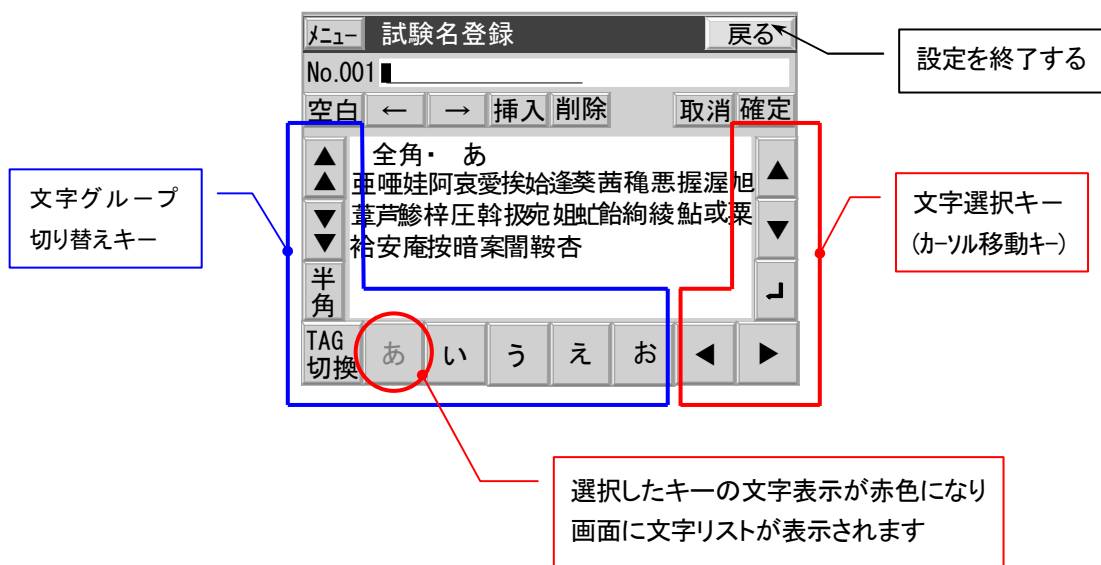 メニュー 試験名登録 戻る
設定を終了する
No.001
空白 ← → 挿入 削除 取消 確定
全角・ あ
亜唖娃阿哀愛挨姶逢葵茜穐悪握渥旭
葦芦鯵梓圧斡扱宛姐虻飴絢綾鮎或粟
袷安庵按暗案闇鞍杏
▲
▲
▼
▼
半
角
▲
▼
↵
TAG
切換 あ い う え お ◀ ▶
文字グループ
切り替えキー
文字選択キー
(カーソル移動キー)
選択したキーの文字表示が赤色になり
画面に文字リストが表示されます